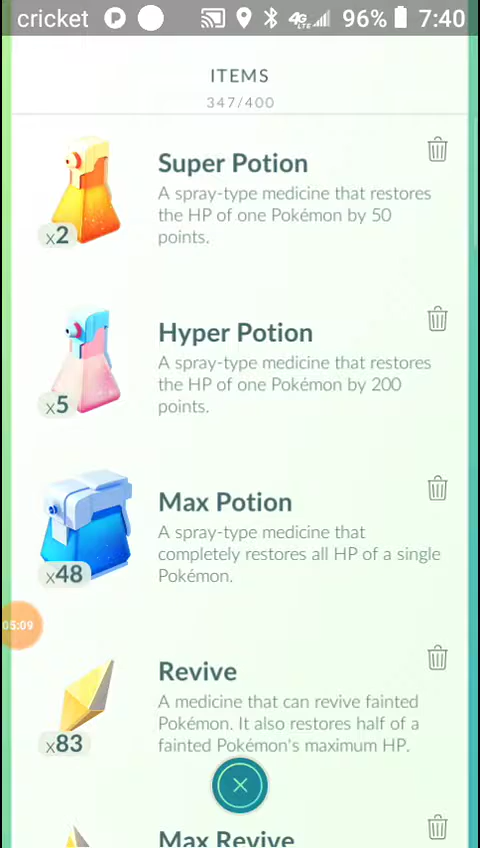 cricket 4G LTE 96% 7:40
ITEMS
347/400
Super Potion
A spray-type medicine that restores
the HP of one Pokémon by 50
points.
x2
Hyper Potion
A spray-type medicine that restores
the HP of one Pokémon by 200
points.
x5
Max Potion
A spray-type medicine that
completely restores all HP of a single
Pokémon.
x48
05:09
Revive
A medicine that can revive fainted
Pokémon. It also restores half of a
fainted Pokémon's maximum HP.
x83
Max Revive